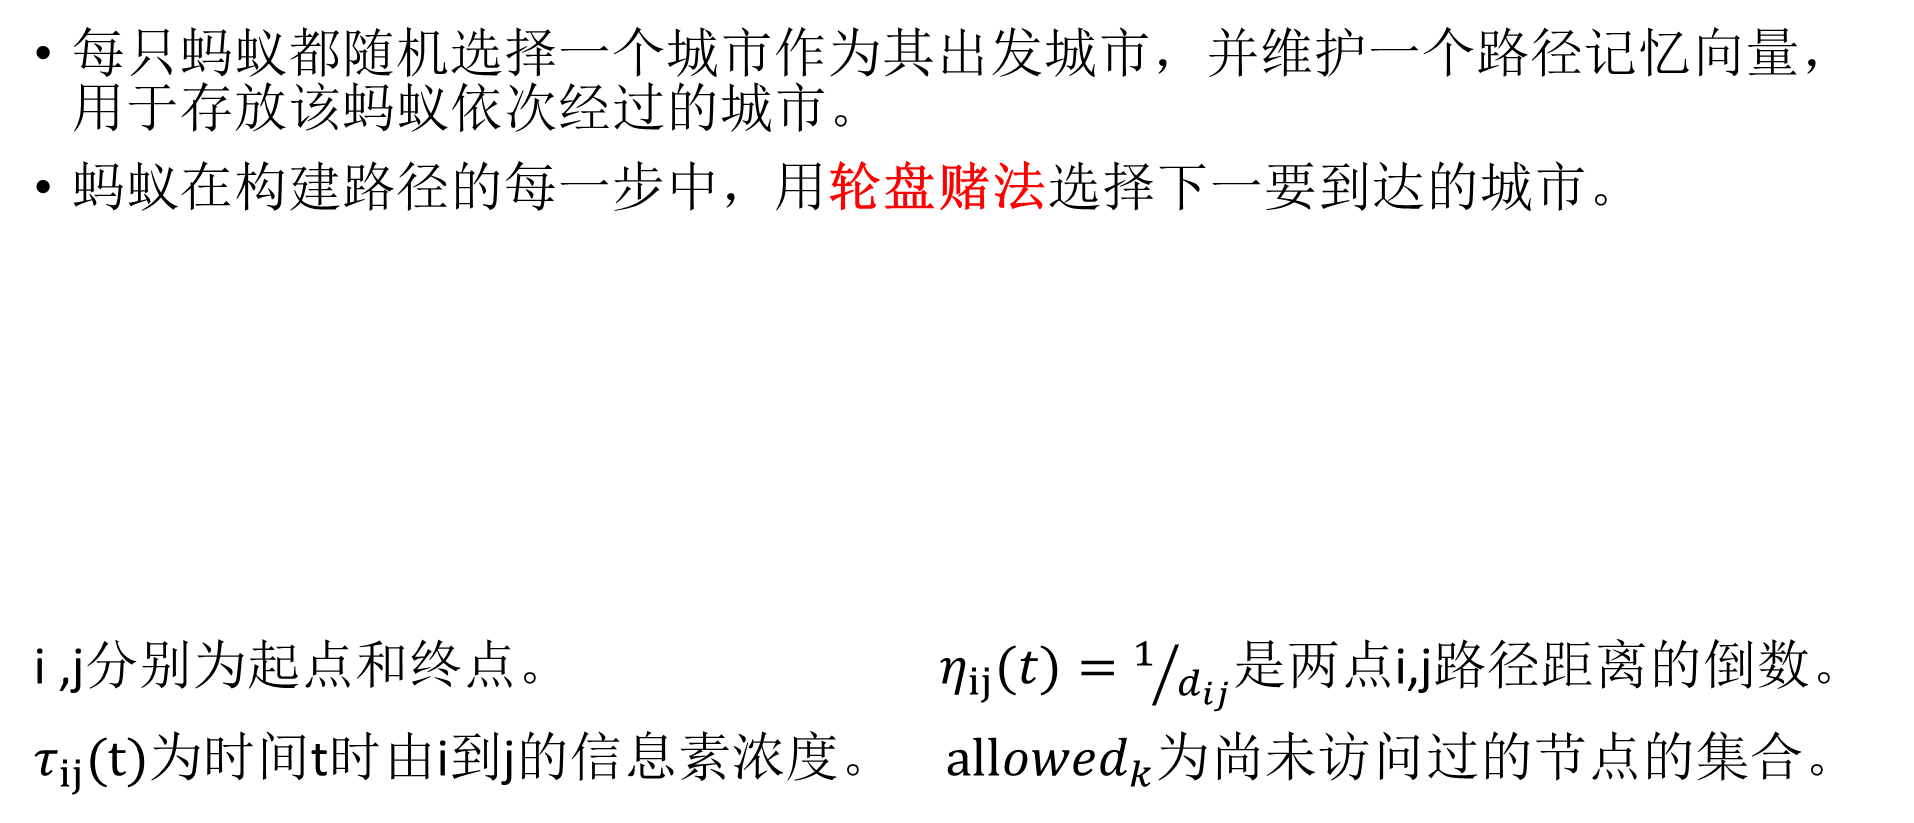 • 每只蚂蚁都随机选择一个城市作为其出发城市，并维护一个路径记忆向量，
用于存放该蚂蚁依次经过的城市。
• 蚂蚁在构建路径的每一步中，用轮盘赌法选择下一要到达的城市。
i ,j分别为起点和终点。 η_ij(t) = 1/d_ij是两点i,j路径距离的倒数。
τ_ij(t)为时间t时由i到j的信息素浓度。 allowed_k为尚未访问过的节点的集合。